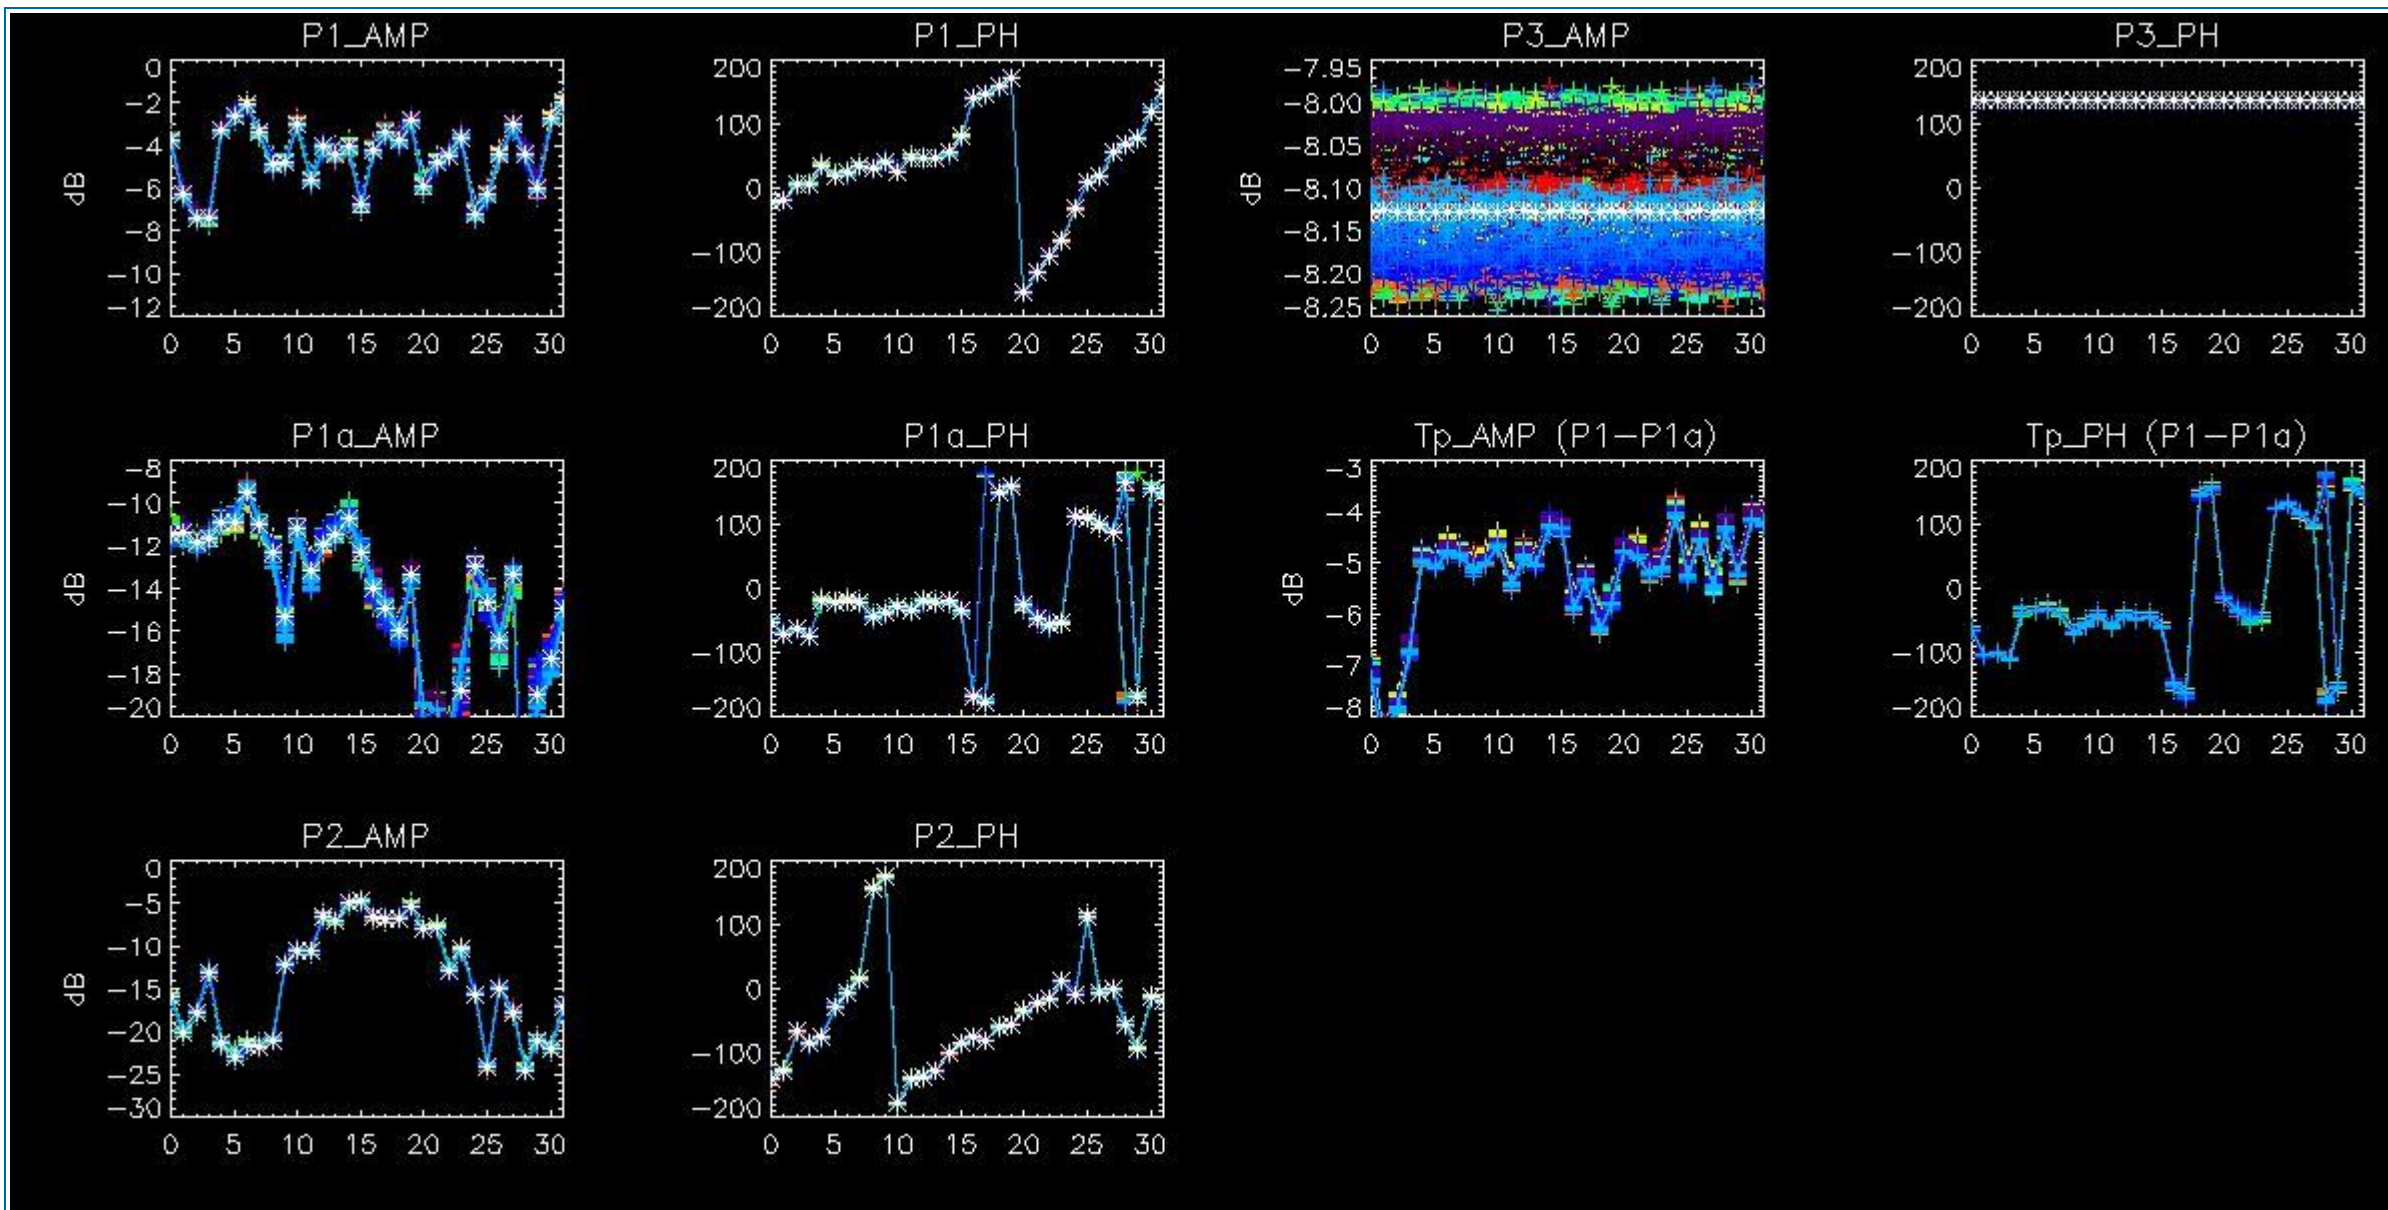 P1_AMP
0
−2
−4
−6
−8
−10
−12
dB
0 5 10 15 20 25 30
P1_PH
200
100
0
−100
−200
0 5 10 15 20 25 30
P3_AMP
−7.95
−8.00
−8.05
−8.10
−8.15
−8.20
−8.25
dB
0 5 10 15 20 25 30
P3_PH
200
100
0
−100
−200
0 5 10 15 20 25 30
P1a_AMP
−8
−10
−12
−14
−16
−18
−20
dB
0 5 10 15 20 25 30
P1a_PH
200
100
0
−100
−200
0 5 10 15 20 25 30
Tp_AMP (P1−P1a)
−3
−4
−5
−6
−7
−8
dB
0 5 10 15 20 25 30
Tp_PH (P1−P1a)
200
100
0
−100
−200
0 5 10 15 20 25 30
P2_AMP
0
−5
−10
−15
−20
−25
−30
dB
0 5 10 15 20 25 30
P2_PH
200
100
0
−100
−200
0 5 10 15 20 25 30